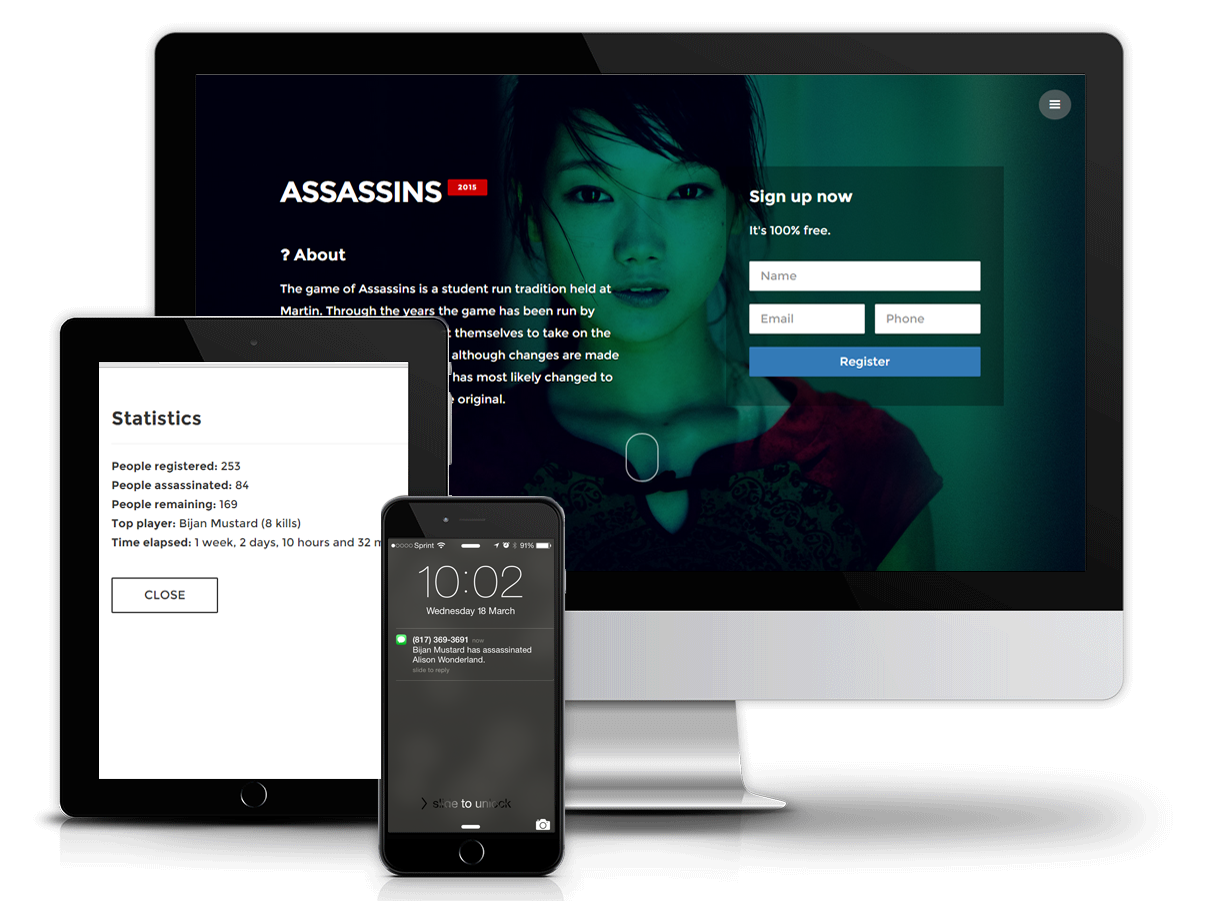 ASSASSINS 2015
? About
The game of Assassins is a student run tradition held at
Martin. Through the years the game has been run by
themselves to take on the
although changes are made
has most likely changed to
original.
Sign up now
It's 100% free.
Name
Email Phone
Register
Statistics
People registered: 253
People assassinated: 84
People remaining: 169
Top player: Bijan Mustard (8 kills)
Time elapsed: 1 week, 2 days, 10 hours and 32
CLOSE
Sprint 91%
10:02
Wednesday 18 March
(817) 369-3691 now
Bijan Mustard has assassinated
Alison Wonderland.
slide to reply
> slide to unlock